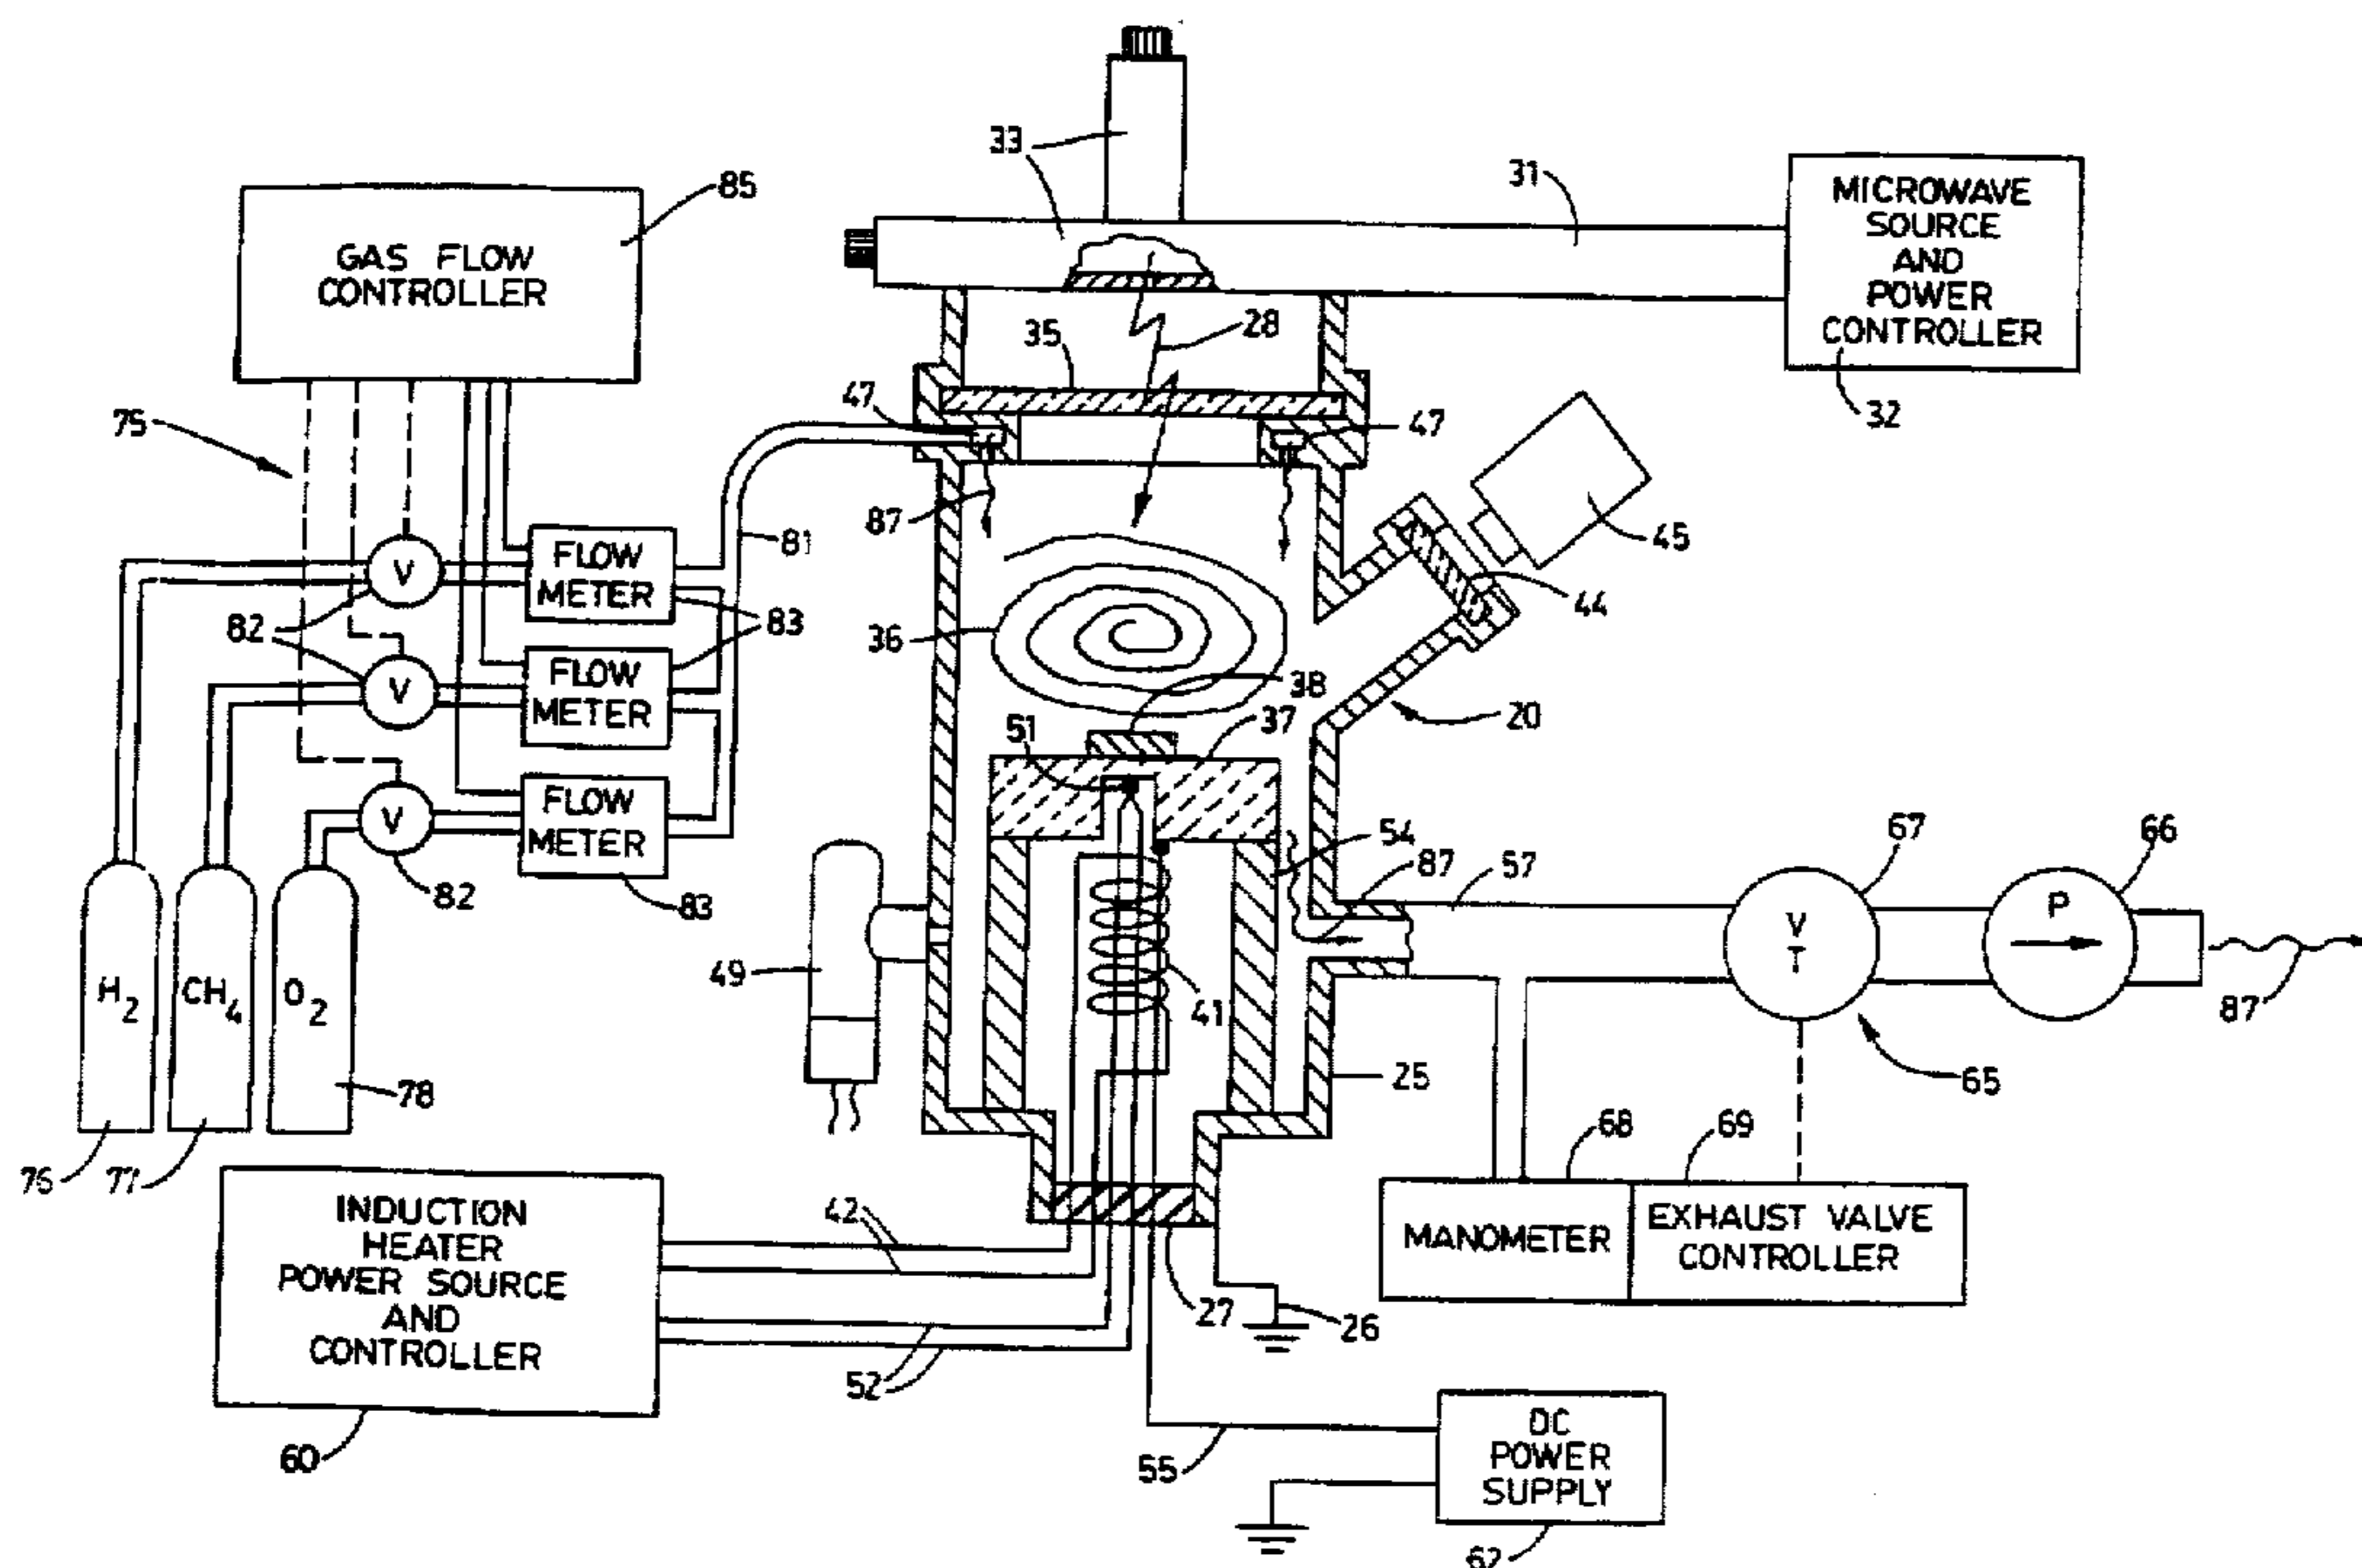 33
31
MICROWAVE
SOURCE
AND
POWER
CONTROLLER
32
85
GAS FLOW
CONTROLLER
35
28
47
47
75
87
81
45
44
V
FLOW
METER
82
83
36
V
FLOW
METER
38
37
20
51
V
FLOW
METER
82
83
54
87
57
67
66
V
T
P
87
49
41
H2
CH4
O2
78
76
77
25
65
68
69
MANOMETER
EXHAUST VALVE
CONTROLLER
INDUCTION
HEATER
POWER SOURCE
AND
CONTROLLER
42
27
26
52
60
55
DC
POWER
SUPPLY
62